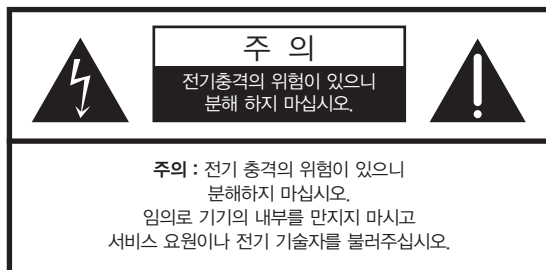 주 의
전기충격의 위험이 있으니
분해 하지 마십시오.
주의 : 전기 충격의 위험이 있으니
분해하지 마십시오.
임의로 기기의 내부를 만지지 마시고
서비스 요원이나 전기 기술자를 불러주십시오.